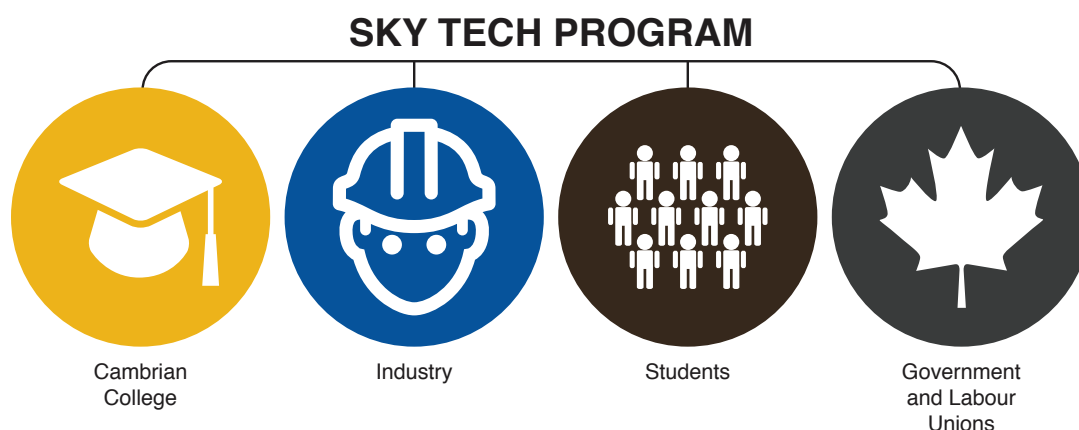 SKY TECH PROGRAM
Cambrian
College
Industry
Students
Government
and Labour
Unions